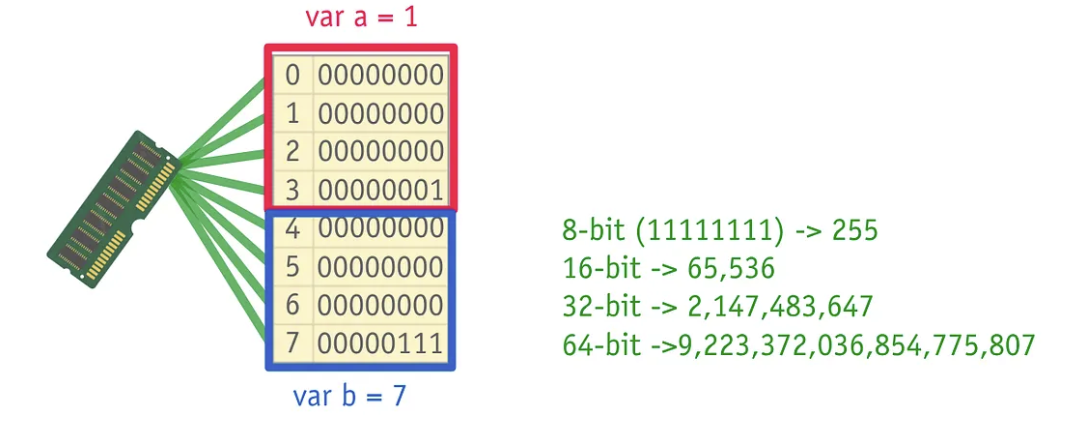 var a = 1
0 00000000
1 00000000
2 00000000
3 00000001
4 00000000
5 00000000
6 00000000
7 00000111
var b = 7
8-bit (11111111) -> 255
16-bit -> 65,536
32-bit -> 2,147,483,647
64-bit ->9,223,372,036,854,775,807